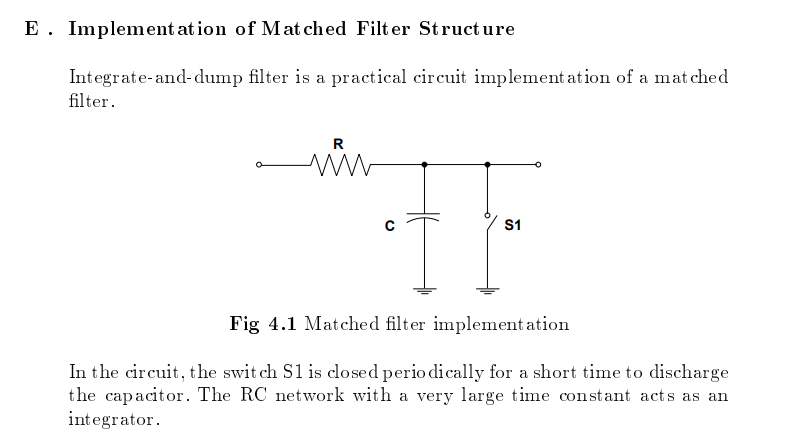 E . Implementation of Matched Filter Structure
Integrate-and-dump filter is a practical circuit implementation of a matched
filter.
R
C
S1
Fig 4.1 Matched filter implementation
In the circuit, the switch S1 is closed periodically for a short time to discharge
the capacitor. The RC network with a very large time constant acts as an
integrator.